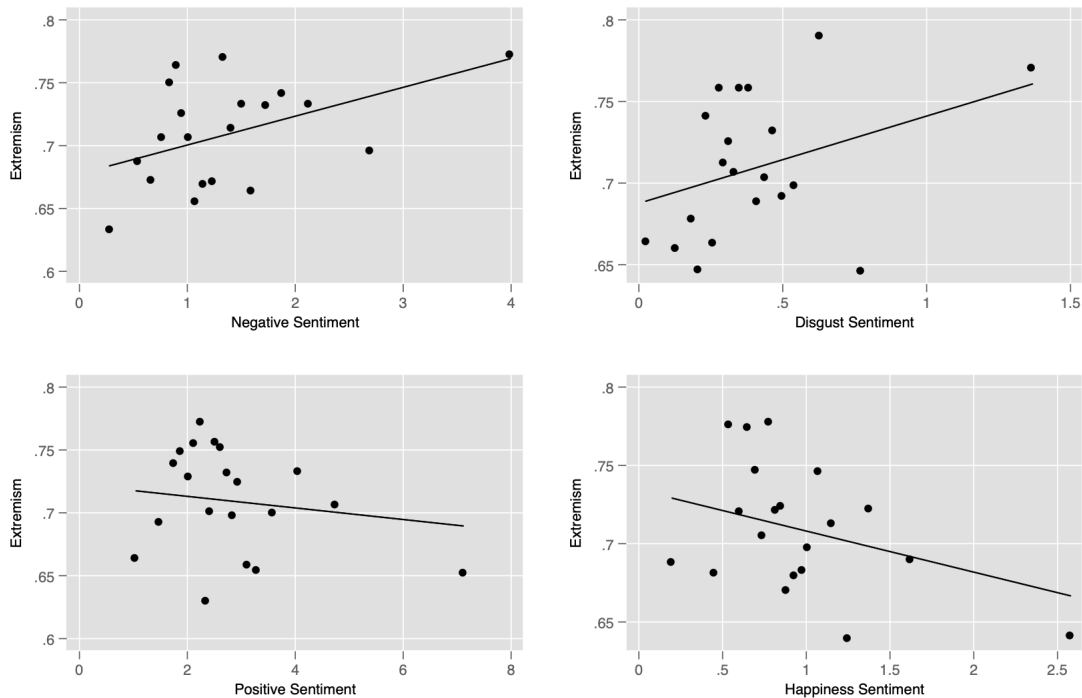 .8
.75
.7
.65
.6
Extremism
0 1 2 3 4
Negative Sentiment
.8
.75
.7
.65
Extremism
0 .5 1 1.5
Disgust Sentiment
.8
.75
.7
.65
.6
Extremism
0 2 4 6 8
Positive Sentiment
.8
.75
.7
.65
Extremism
0 .5 1 1.5 2 2.5
Happiness Sentiment